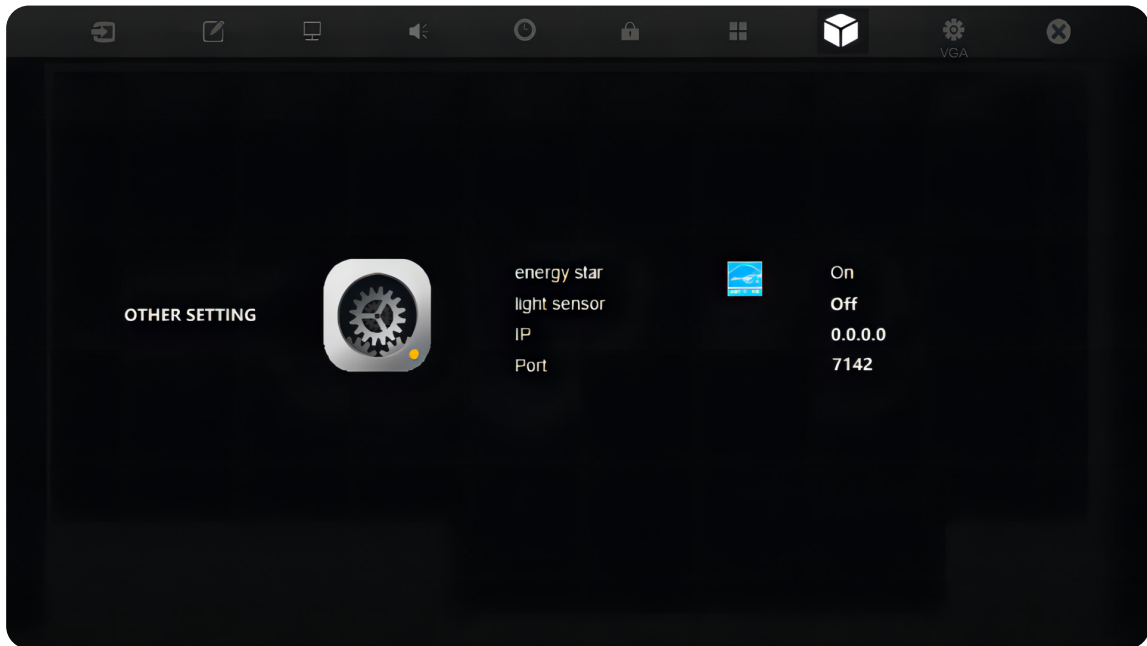 VGA
OTHER SETTING
energy star On
light sensor Off
IP 0.0.0.0
Port 7142